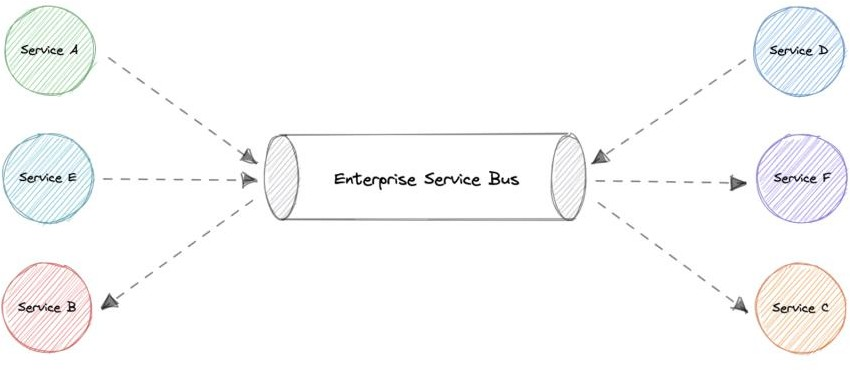 Service A
Service D
Service E
Enterprise Service Bus
Service F
Service B
Service C